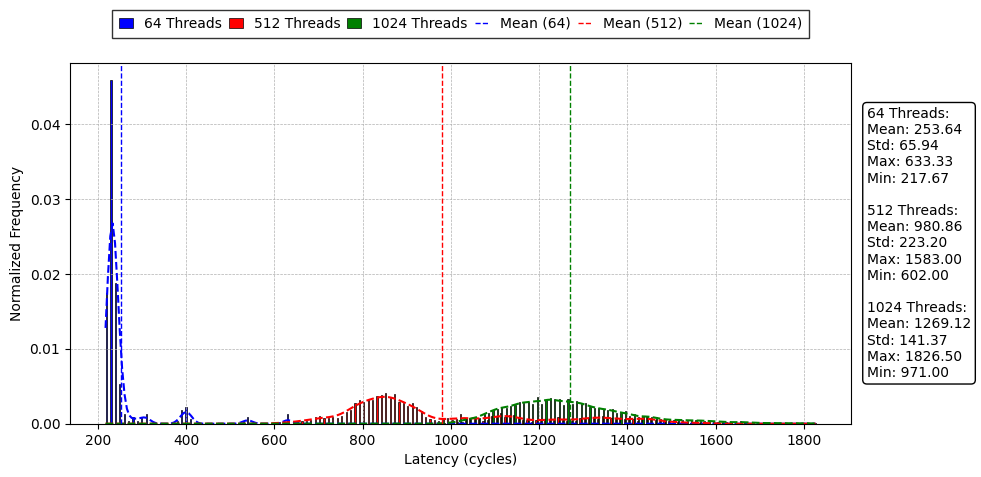 64 Threads 512 Threads 1024 Threads Mean (64) Mean (512) Mean (1024)
0.04
0.03
0.02
0.01
0.00
Normalized Frequency
200 400 600 800 1000 1200 1400 1600 1800
Latency (cycles)
64 Threads:
Mean: 253.64
Std: 65.94
Max: 633.33
Min: 217.67
512 Threads:
Mean: 980.86
Std: 223.20
Max: 1583.00
Min: 602.00
1024 Threads:
Mean: 1269.12
Std: 141.37
Max: 1826.50
Min: 971.00